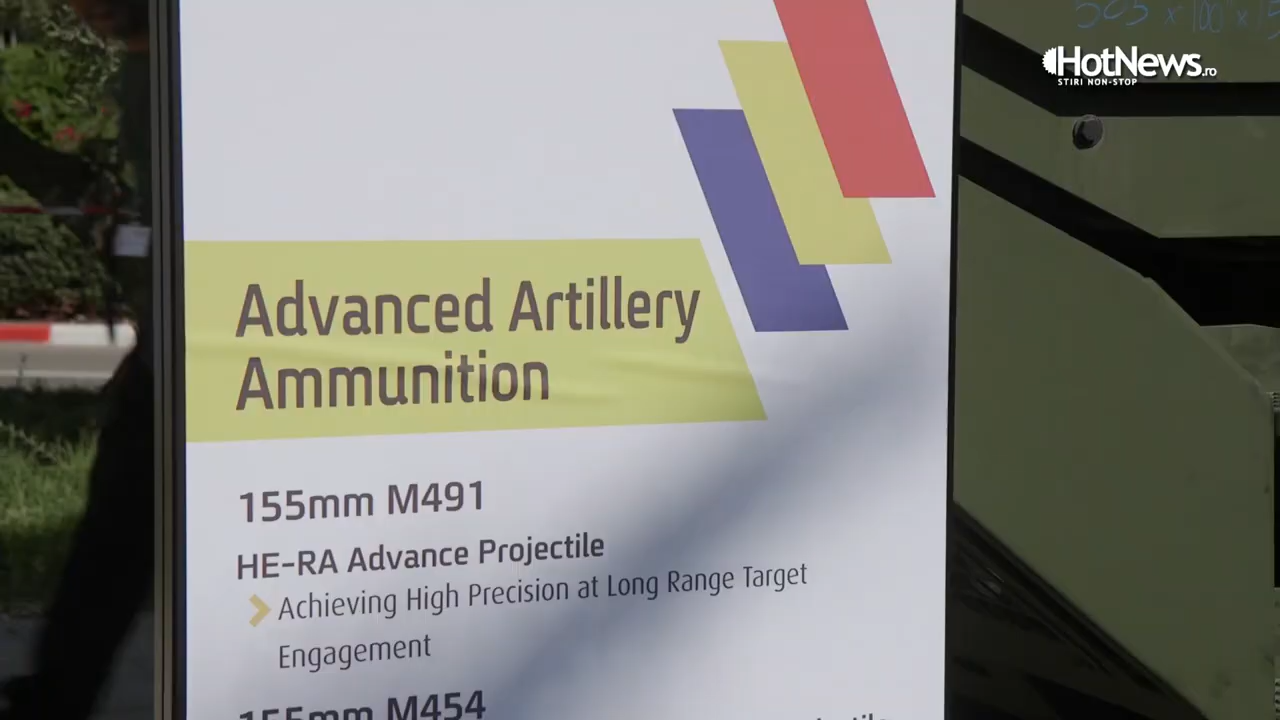 HotNews.ro
STIRI NON-STOP
Advanced Artillery
Ammunition
155mm M491
HE-RA Advance Projectile
Achieving High Precision at Long Range Target
Engagement
155mm M454